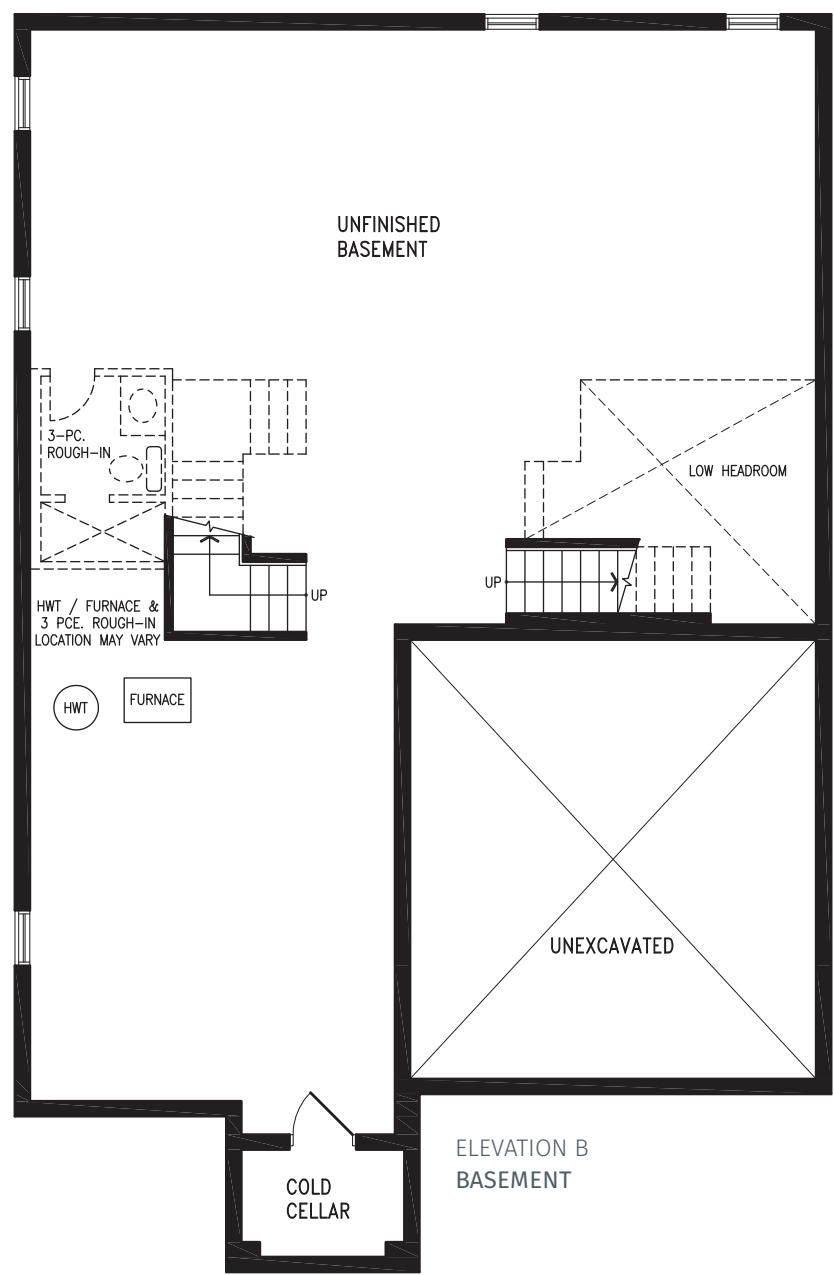 UNFINISHED
BASEMENT
3-PC.
ROUGH-IN
LOW HEADROOM
UP
UP
HWT / FURNACE &
3 PCE. ROUGH-IN
LOCATION MAY VARY
HWT
FURNACE
UNEXCAVATED
ELEVATION B
BASEMENT
COLD
CELLAR